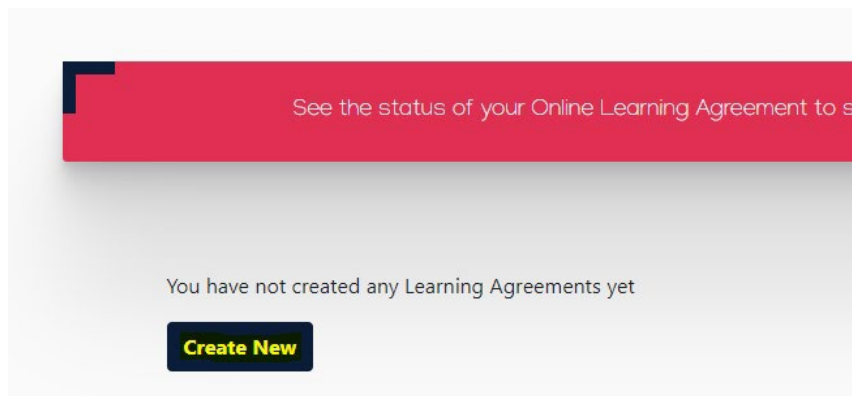 See the status of your Online Learning Agreement to s
You have not created any Learning Agreements yet
Create New